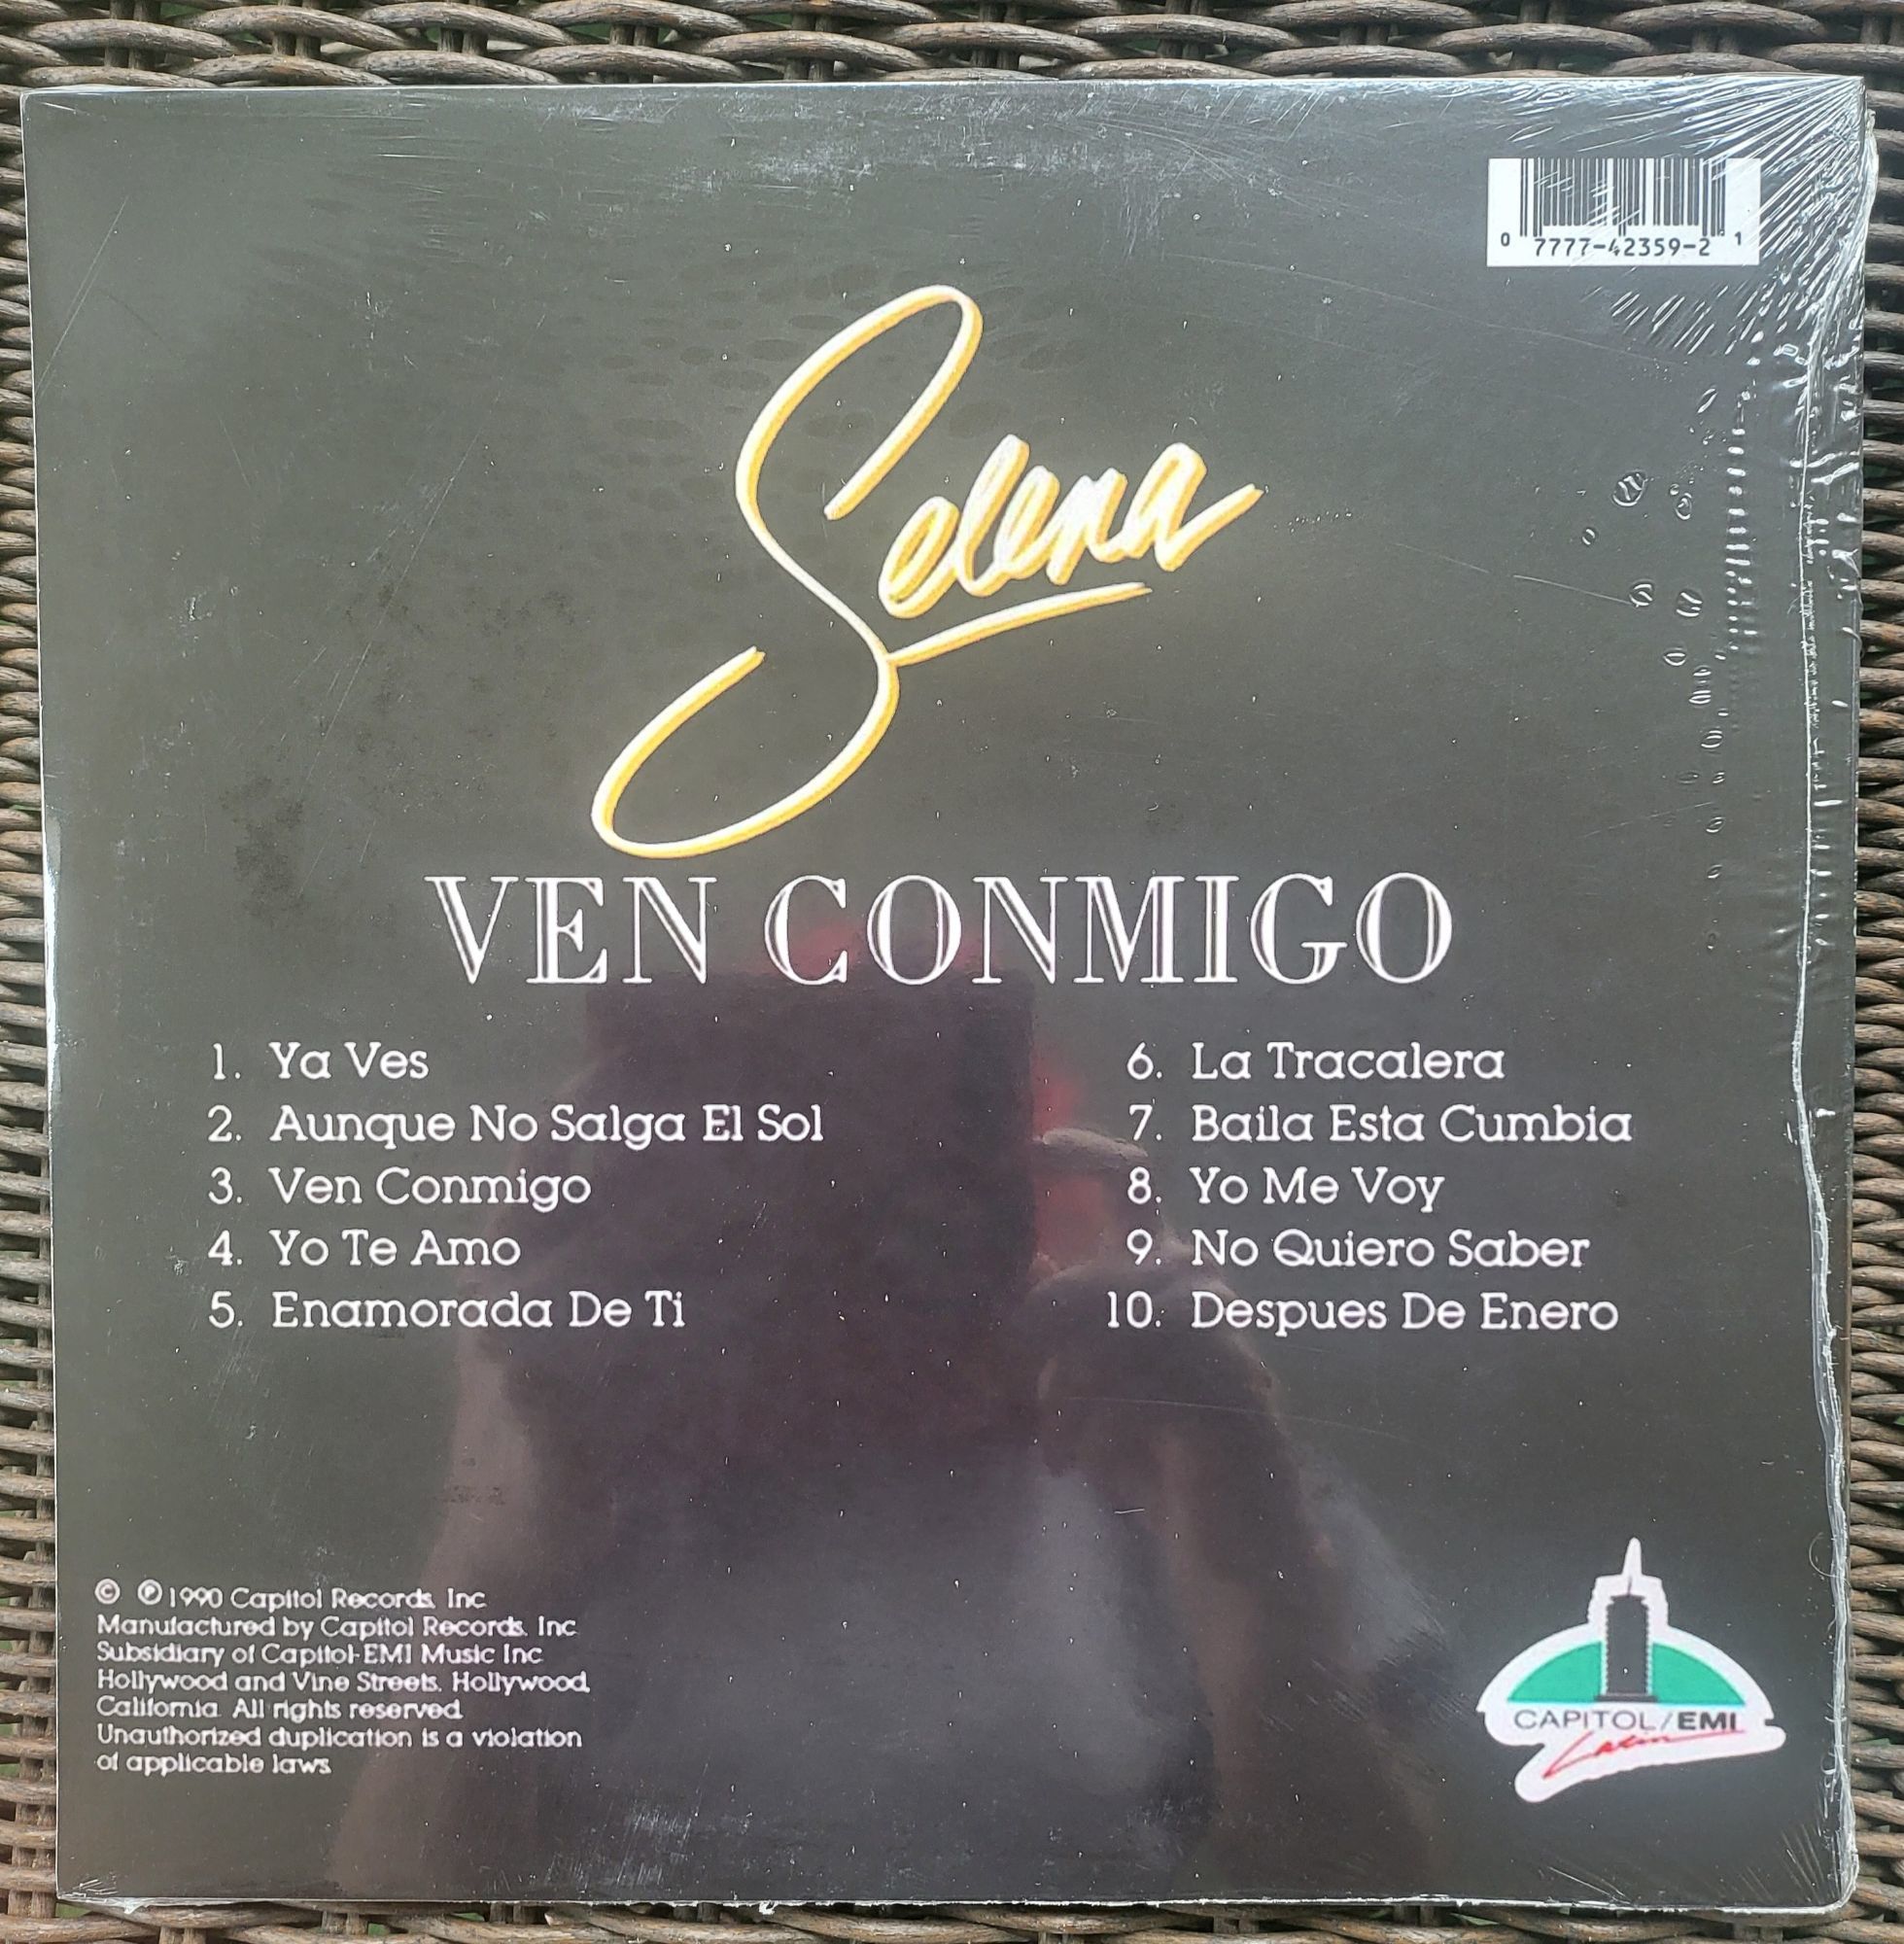 0 7777-42359-2 1
Selena
VEN CONMIGO
1. Ya Ves
2. Aunque No Salga El Sol
3. Ven Conmigo
4. Yo Te Amo
5. Enamorada De Ti
6. La Tracalera
7. Baila Esta Cumbia
8. Yo Me Voy
9. No Quiero Saber
10. Despues De Enero
© ℗ 1990 Capitol Records, Inc.
Manufactured by Capitol Records, Inc.
Subsidiary of Capitol-EMI Music Inc.
Hollywood and Vine Streets, Hollywood,
California. All rights reserved.
Unauthorized duplication is a violation
of applicable laws.
CAPITOL/EMI
Latin